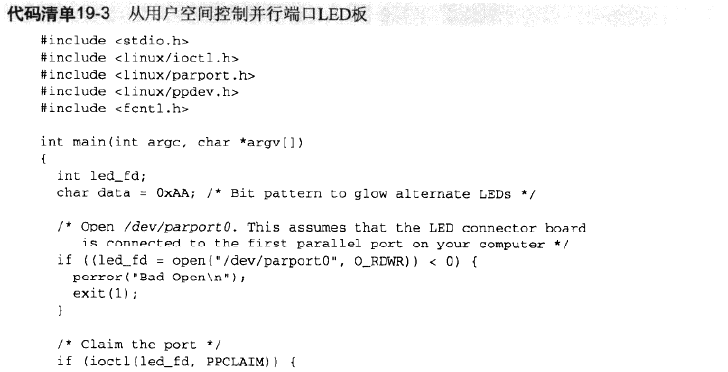 代码清单19-3 从用户空间控制并行端口LED板
#include <stdio.h>
#include <linux/ioctl.h>
#include <linux/parport.h>
#include <linux/ppdev.h>
#include <fcntl.h>
int main(int argc, char *argv[])
{
int led_fd;
char data = 0xAA; /* Bit pattern to glow alternate LEDs */
/* Open /dev/parport0. This assumes that the LED connector board
is connected to the first parallel port on your computer */
if ((led_fd = open("/dev/parport0", O_RDWR)) < 0) {
perror("Bad Open\n");
exit(1);
}
/* Claim the port */
if (ioctl(led_fd, PPCLAIM)) {